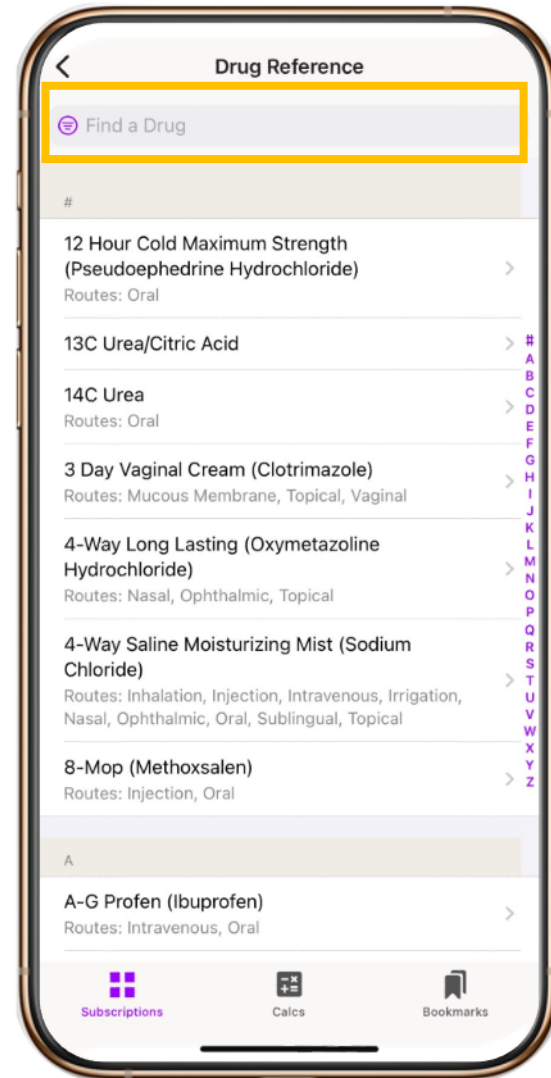 Drug Reference
Find a Drug
#
12 Hour Cold Maximum Strength
(Pseudoephedrine Hydrochloride)
Routes: Oral
13C Urea/Citric Acid
14C Urea
Routes: Oral
3 Day Vaginal Cream (Clotrimazole)
Routes: Mucous Membrane, Topical, Vaginal
4-Way Long Lasting (Oxymetazoline
Hydrochloride)
Routes: Nasal, Ophthalmic, Topical
4-Way Saline Moisturizing Mist (Sodium
Chloride)
Routes: Inhalation, Injection, Intravenous, Irrigation,
Nasal, Ophthalmic, Oral, Sublingual, Topical
8-Mop (Methoxsalen)
Routes: Injection, Oral
A
A-G Profen (Ibuprofen)
Routes: Intravenous, Oral
#
A
B
C
D
E
F
G
H
I
J
K
L
M
N
O
P
Q
R
S
T
U
V
W
X
Y
Z
Subscriptions Calcs Bookmarks